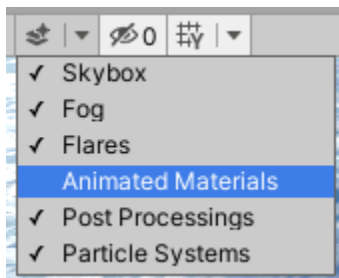 0
Skybox
Fog
Flares
Animated Materials
Post Processings
Particle Systems